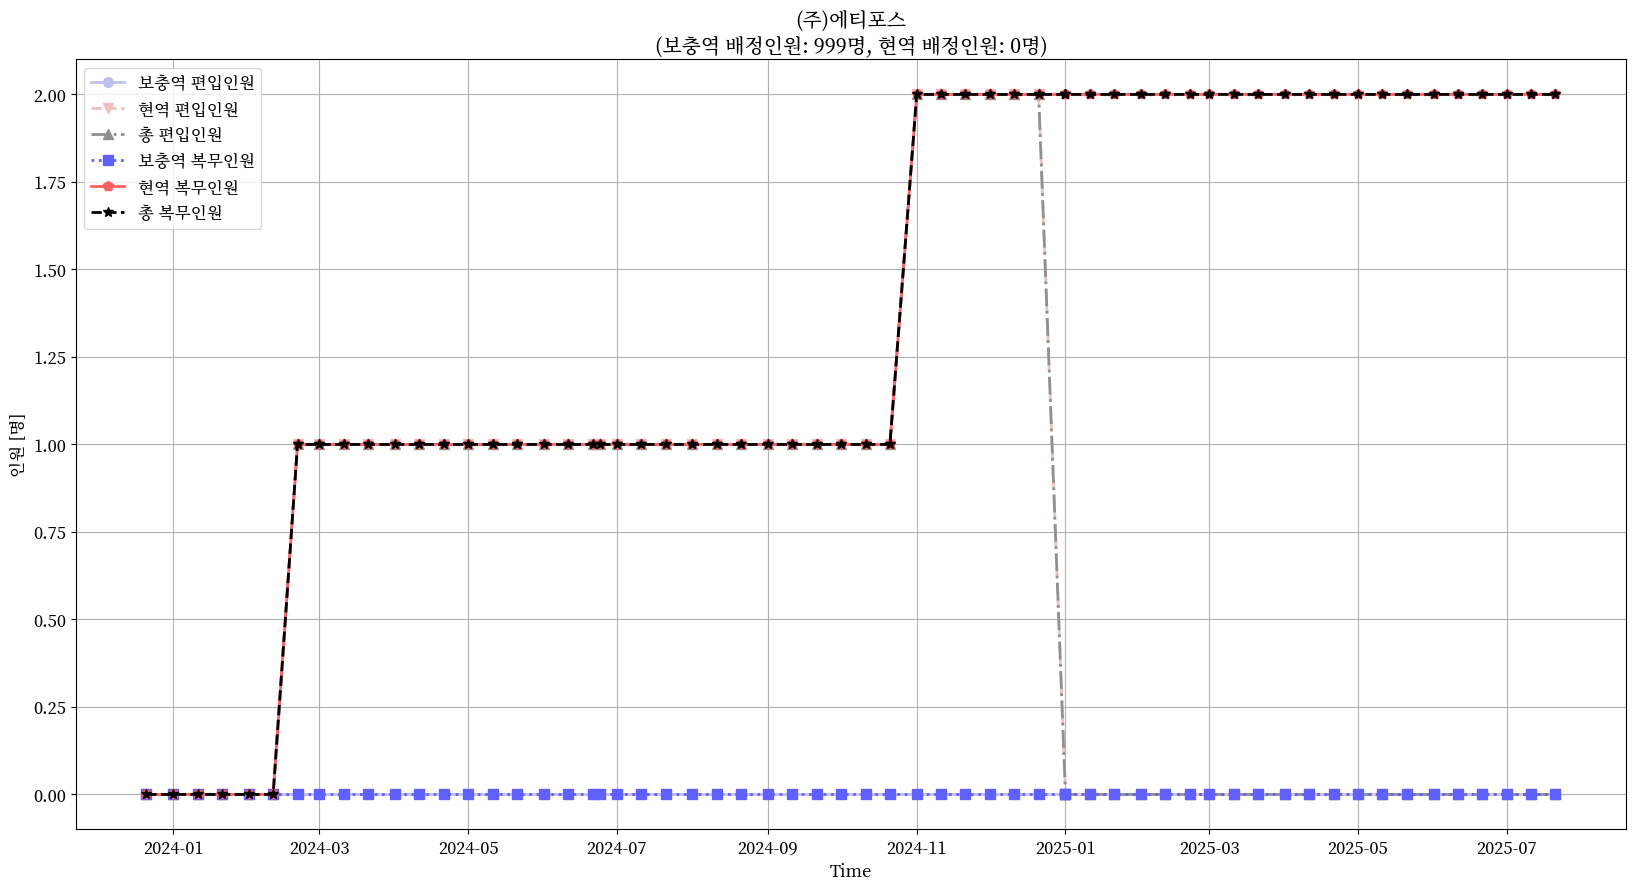 (주)에티포스
(보충역 배정인원: 999명, 현역 배정인원: 0명)
보충역 편입인원
현역 편입인원
총 편입인원
보충역 복무인원
현역 복무인원
총 복무인원
2.00
1.75
1.50
1.25
1.00
0.75
0.50
0.25
0.00
인원 [명]
2024-01
2024-03
2024-05
2024-07
2024-09
2024-11
2025-01
2025-03
2025-05
2025-07
Time